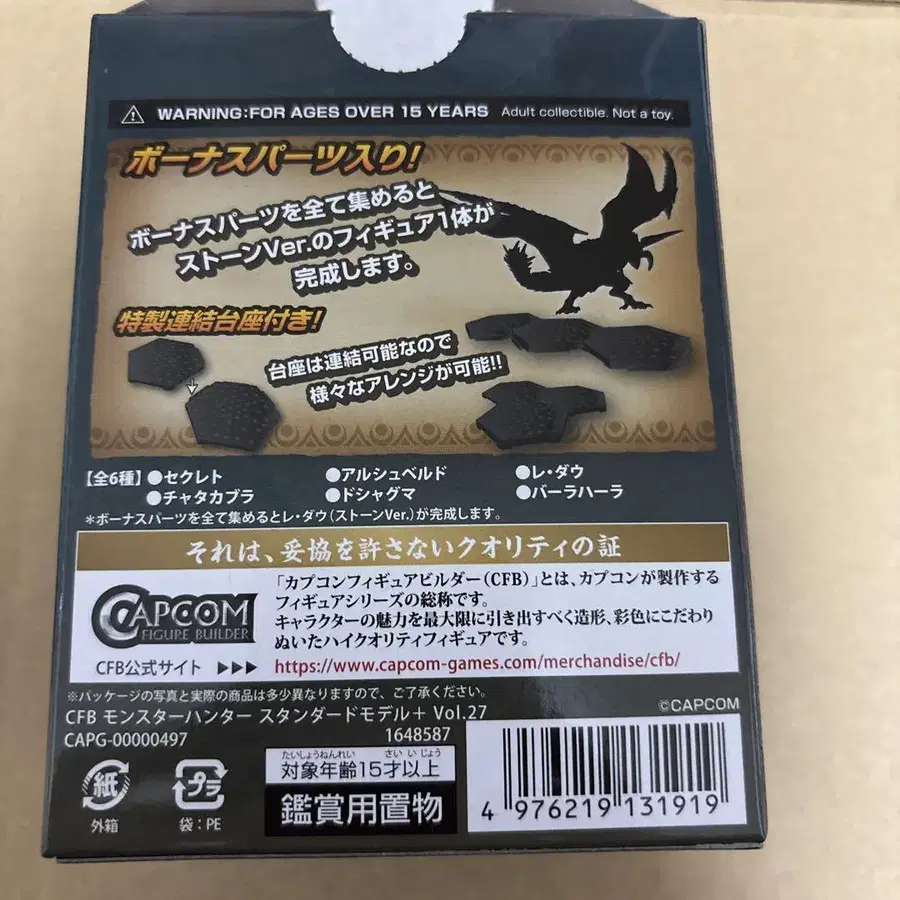 WARNING:FOR AGES OVER 15 YEARS Adult collectible. Not a toy.
ボーナスパーツ入り!
ボーナスパーツを全て集めると
ストーンVer.のフィギュア1体が
完成します。
特製連結台座付き!
台座は連結可能なので
様々なアレンジが可能!!
【全6種】 ●セクレト ●アルシュベルド ●レ・ダウ
●チャタカブラ ●ドシャグマ ●バーラハーラ
*ボーナスパーツを全て集めるとレ・ダウ(ストーンVer.)が完成します。
それは、妥協を許さないクオリティの証
CAPCOM
FIGURE BUILDER
「カプコンフィギュアビルダー(CFB)」とは、カプコンが製作する
フィギュアシリーズの総称です。
キャラクターの魅力を最大限に引き出すべく造形、彩色にこだわり
ぬいたハイクオリティフィギュアです。
CFB公式サイト ▶▶▶ https://www.capcom-games.com/merchandise/cfb/
※パッケージの写真と実際の商品は多少異なりますので、ご了承ください。
©CAPCOM
CFB モンスターハンター スタンダードモデル+ Vol.27
CAPG-00000497 1648587
紙
外箱
プラ
袋:PE
たいしょうねんれい さいいじょう
対象年齢15才以上
鑑賞用置物
4 976219 131919